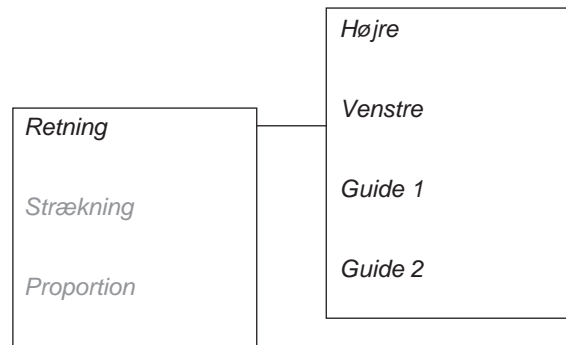 Højre
Venstre
Retning
Guide 1
Strækning
Guide 2
Proportion